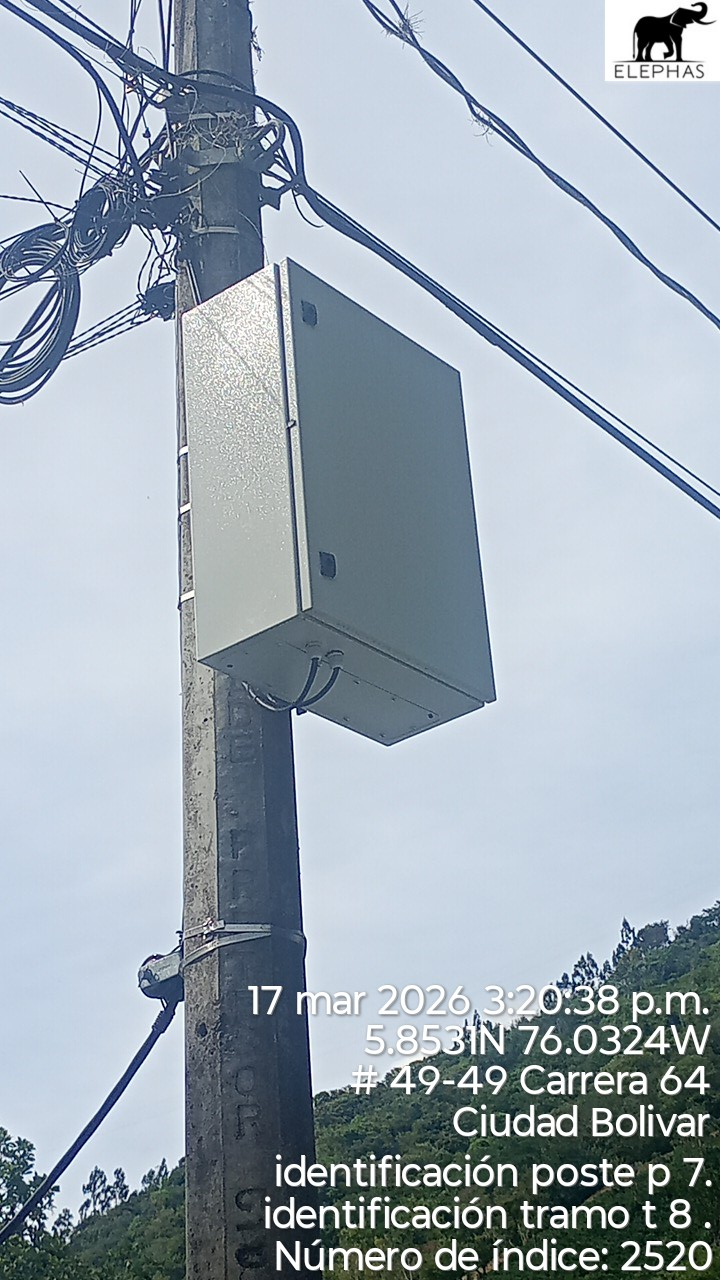 ELEPHAS
17 mar 2026 3:20:38 p.m.
5.8531N 76.0324W
# 49-49 Carrera 64
Ciudad Bolivar
identificación poste p 7.
identificación tramo t 8 .
Número de índice: 2520